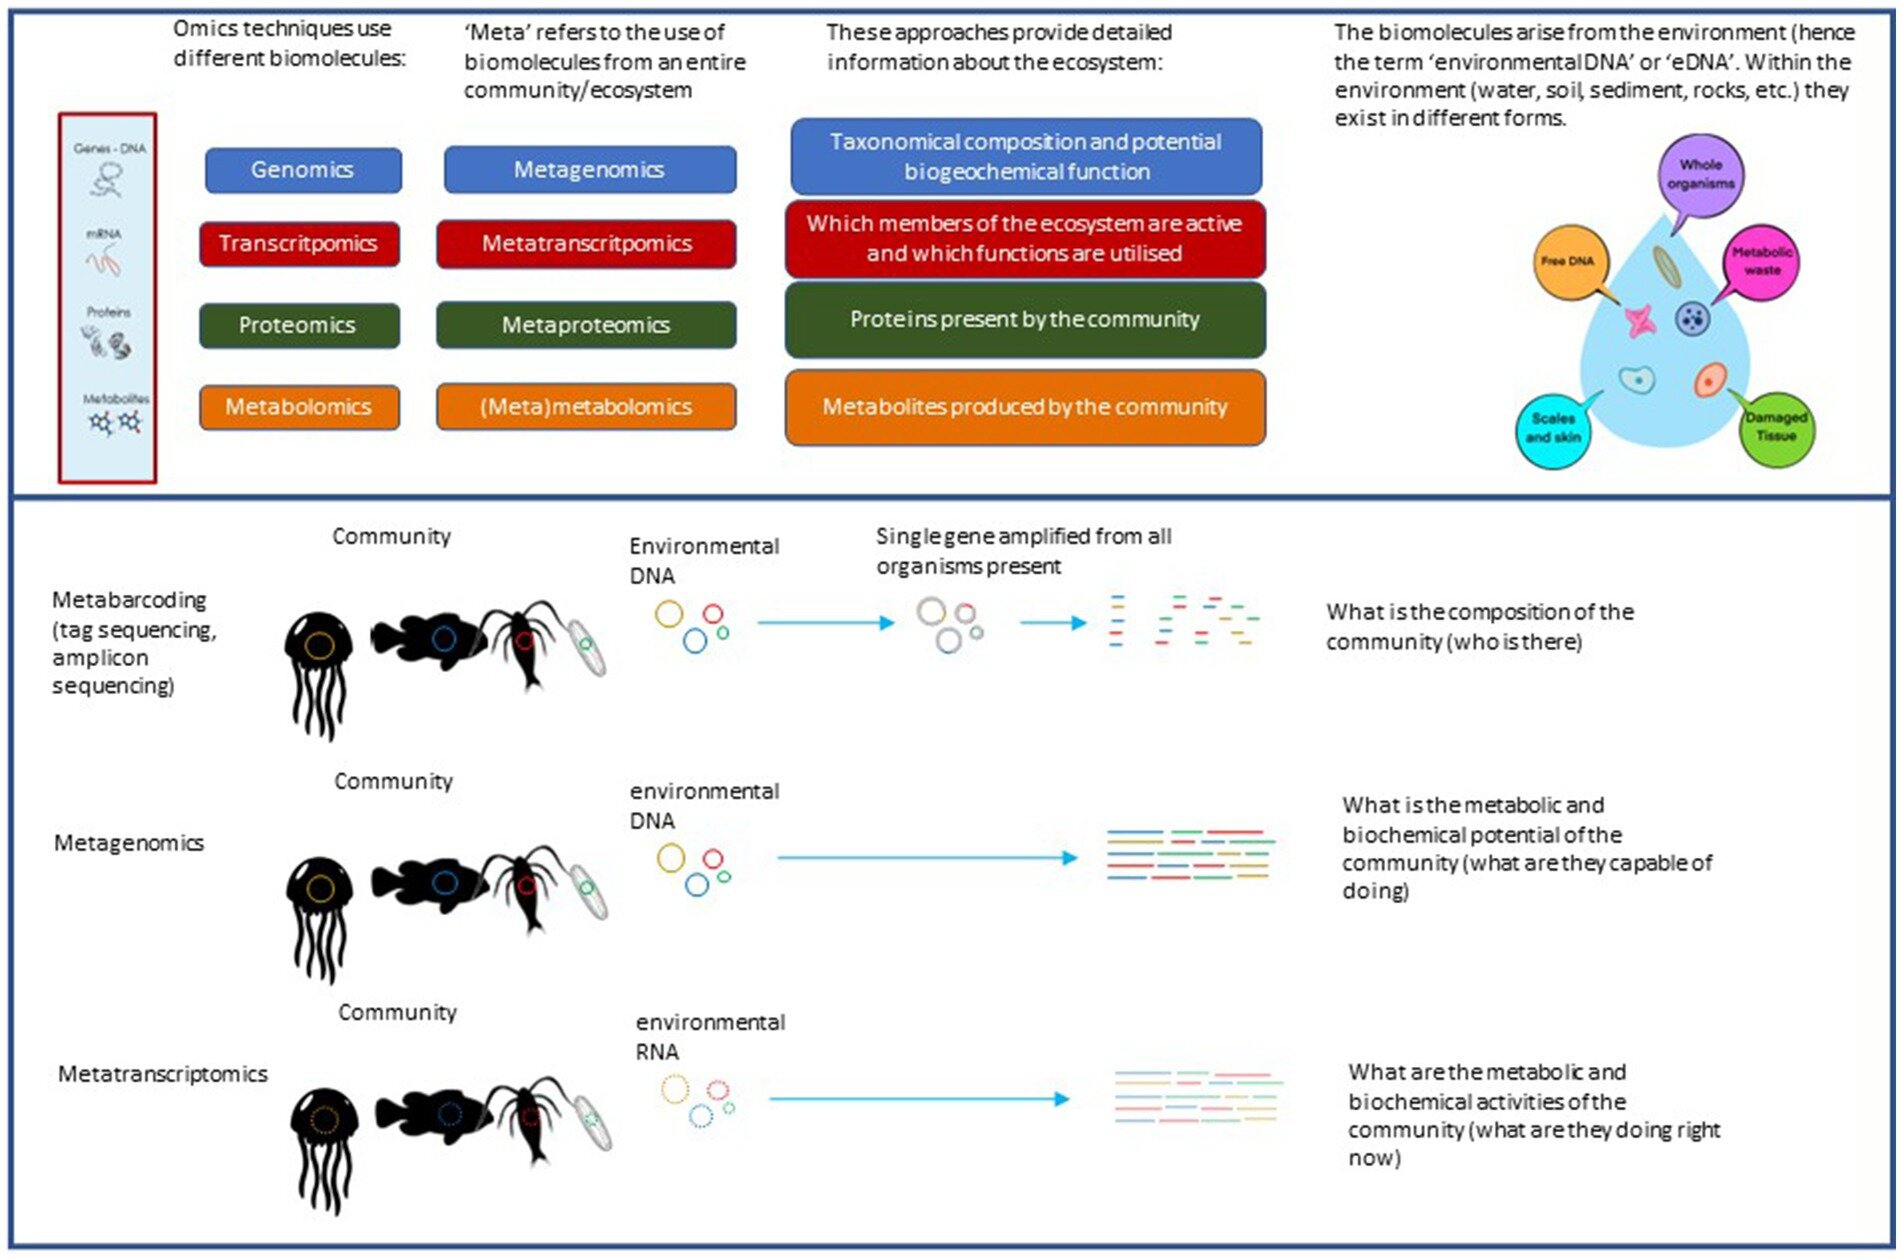 Omics techniques use
different biomolecules:
'Meta' refers to the use of
biomolecules from an entire
community/ecosystem
These approaches provide detailed
information about the ecosystem:
The biomolecules arise from the environment (hence
the term 'environmental DNA' or 'eDNA'. Within the
environment (water, soil, sediment, rocks, etc.) they
exist in different forms.
Genes - DNA
mRNA
Proteins
Metabolites
Genomics
Metagenomics
Taxonomical composition and potential
biogeochemical function
Transcritpomics
Metatranscritpomics
Which members of the ecosystem are active
and which functions are utilised
Proteomics
Metaproteomics
Proteins present by the community
Metabolomics
(Meta)metabolomics
Metabolites produced by the community
Whole
organisms
Free DNA
Metabolic
waste
Scales
and skin
Damaged
Tissue
Metabarcoding
(tag sequencing,
amplicon
sequencing)
Community
Environmental
DNA
Single gene amplified from all
organisms present
What is the composition of the
community (who is there)
Metagenomics
Community
environmental
DNA
What is the metabolic and
biochemical potential of the
community (what are they capable of
doing)
Metatranscriptomics
Community
environmental
RNA
What are the metabolic and
biochemical activities of the
community (what are they doing right
now)